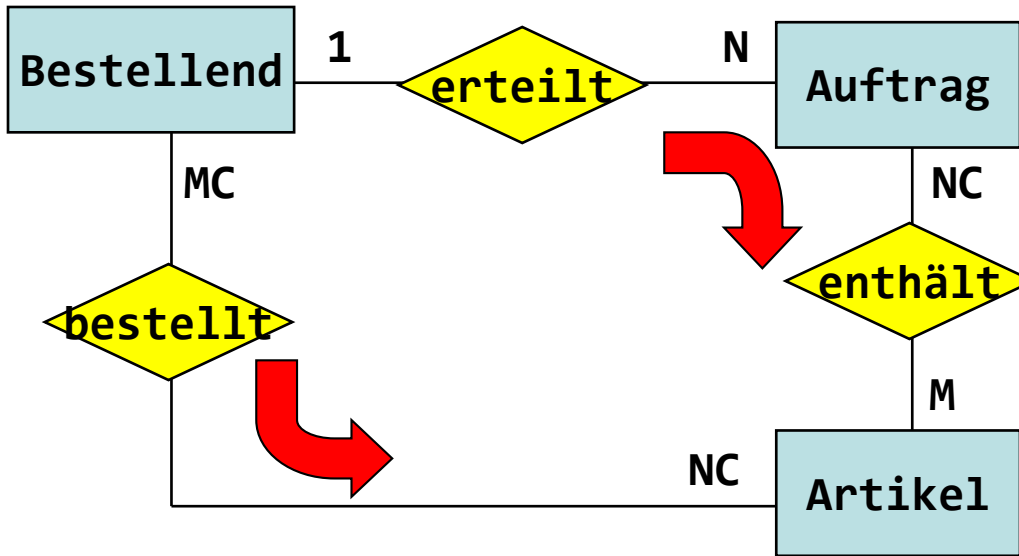 Bestellend
1
erteilt
N
Auftrag
MC
NC
bestellt
enthält
M
NC
Artikel